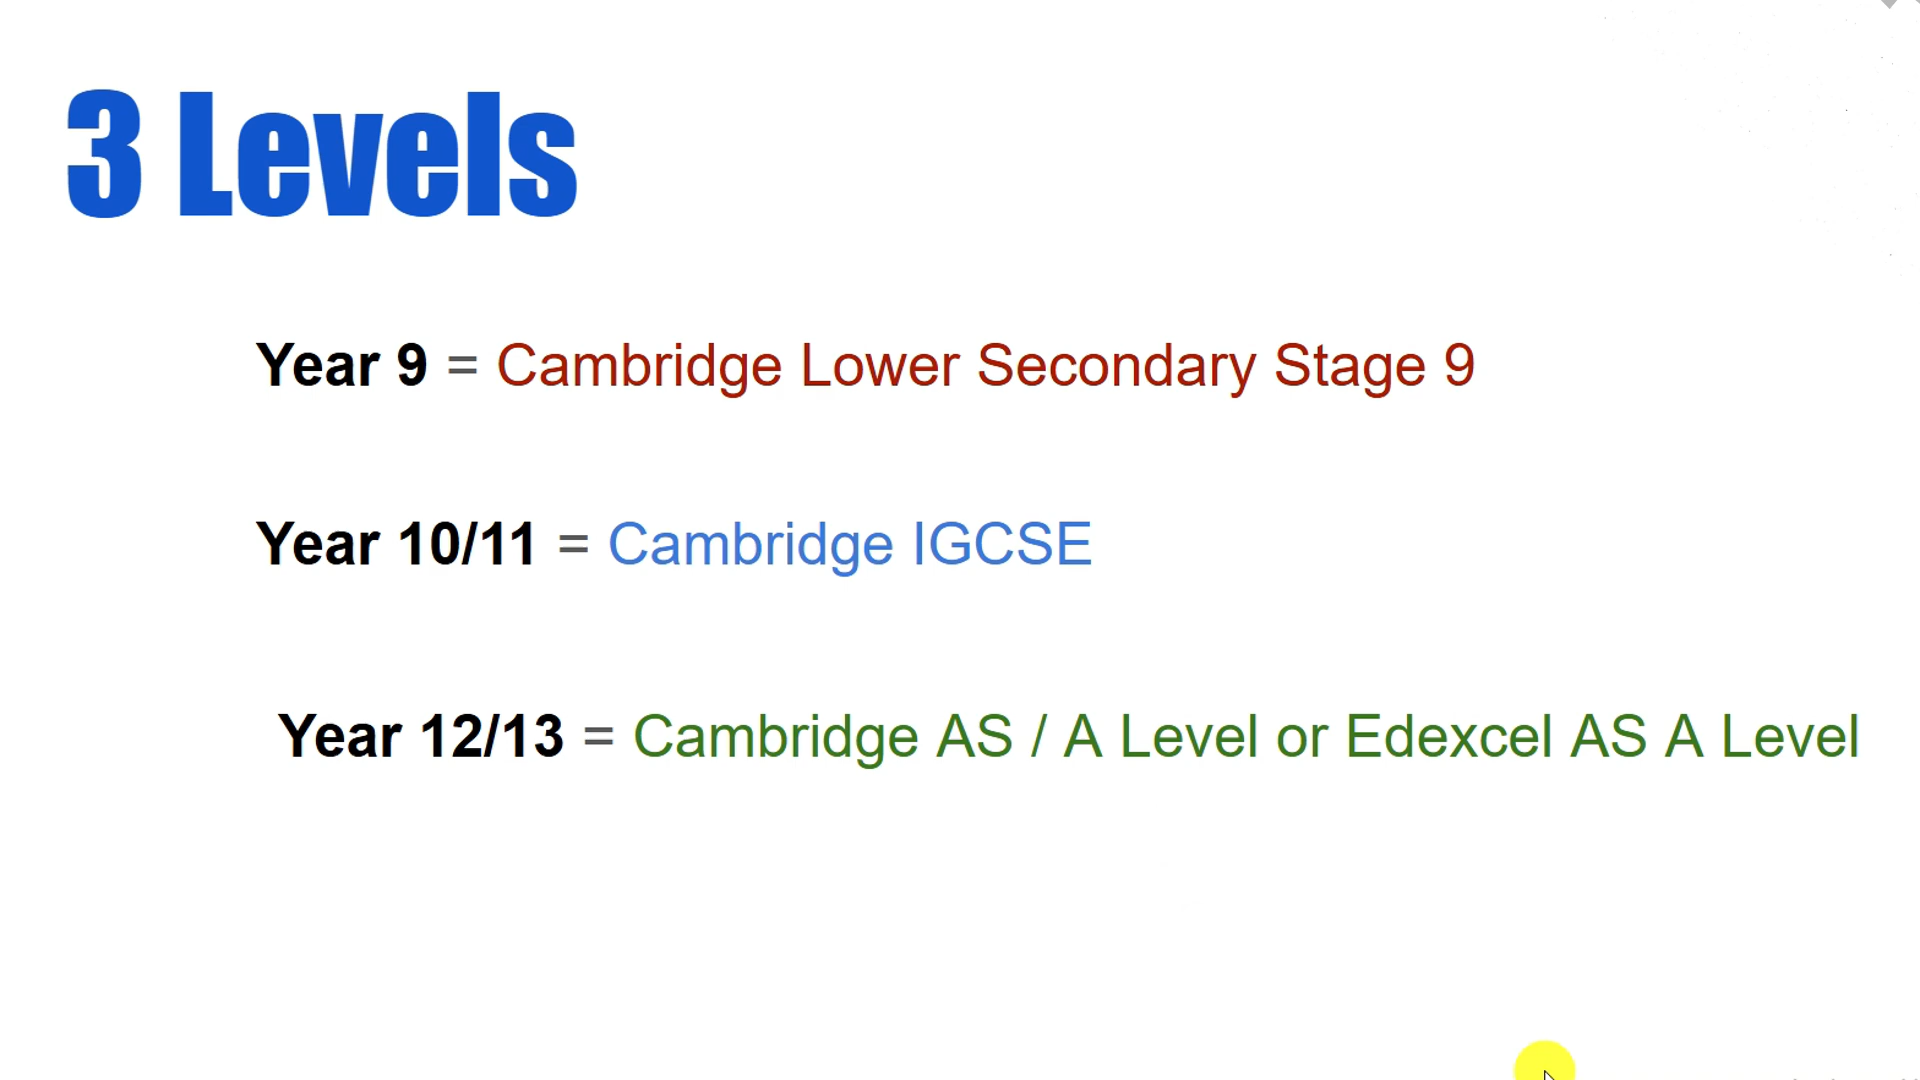 3 Levels
Year 9 = Cambridge Lower Secondary Stage 9
Year 10/11 = Cambridge IGCSE
Year 12/13 = Cambridge AS / A Level or Edexcel AS A Level